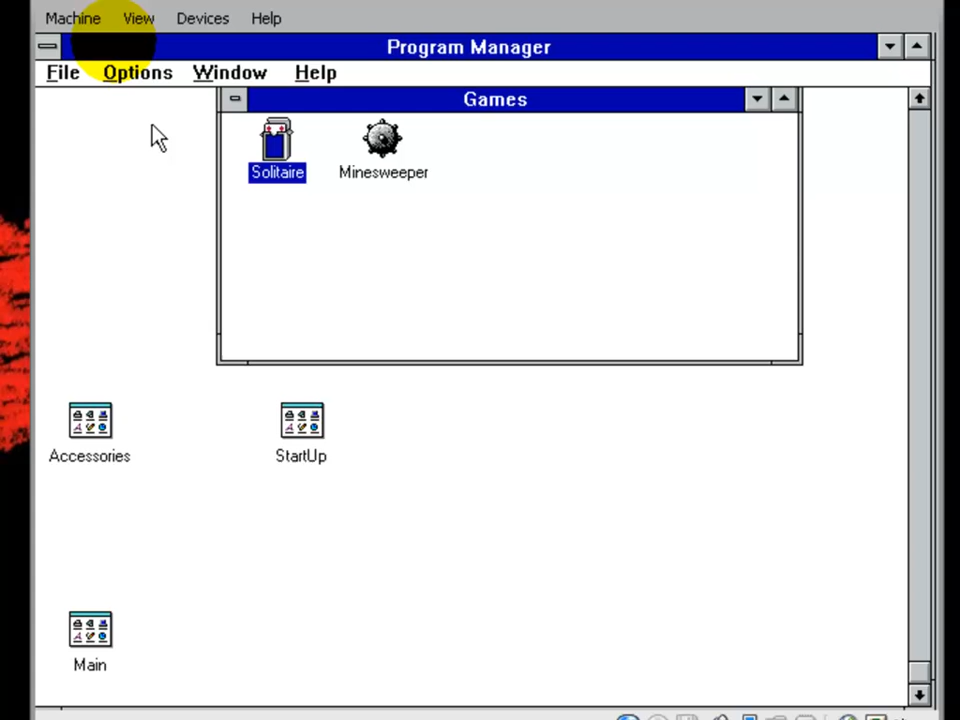 Machine View Devices Help
Program Manager
File Options Window Help
Games
Solitaire Minesweeper
Accessories StartUp
Main